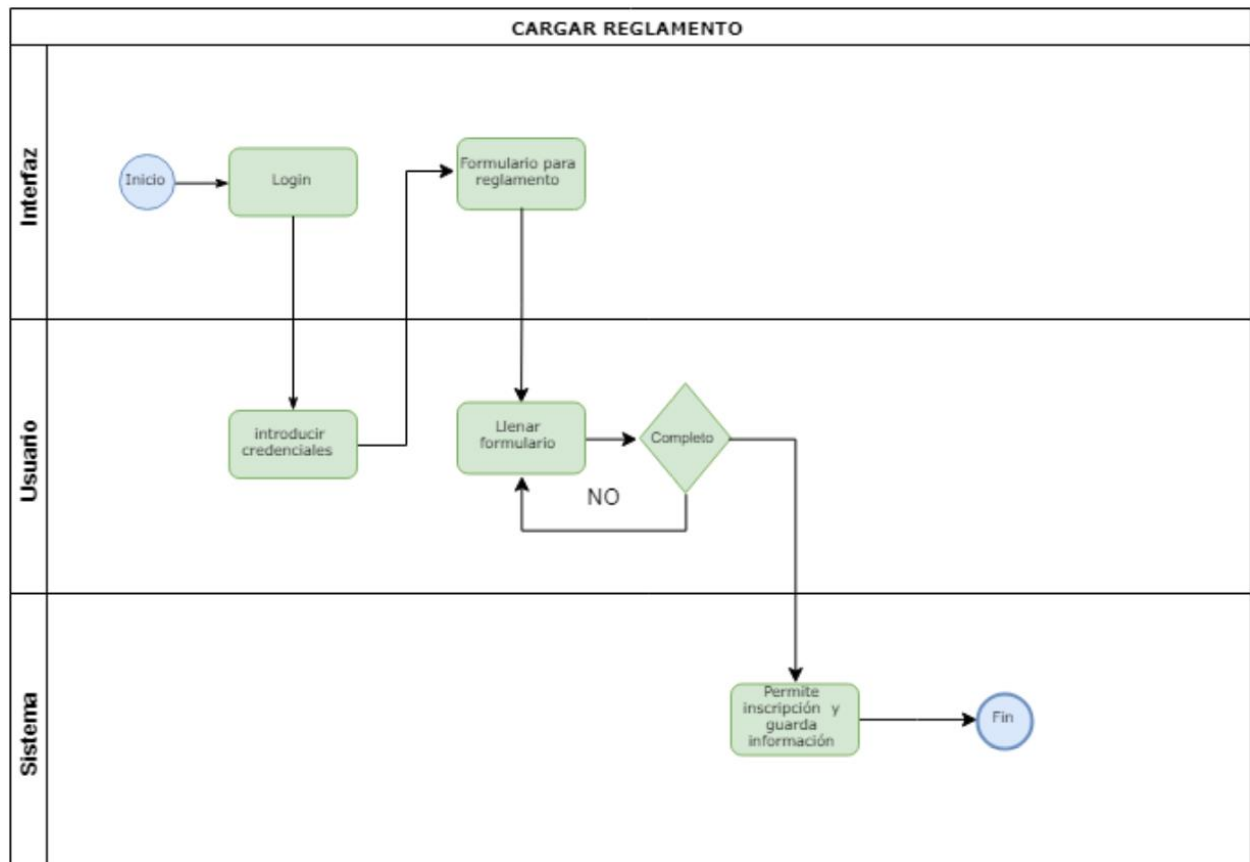 CARGAR REGLAMENTO
Interfaz
Inicio
Login
Formulario para
reglamento
Usuario
introducir
credenciales
Llenar
formulario
Completo
NO
Sistema
Permite
inscripción y
guarda
información
Fin